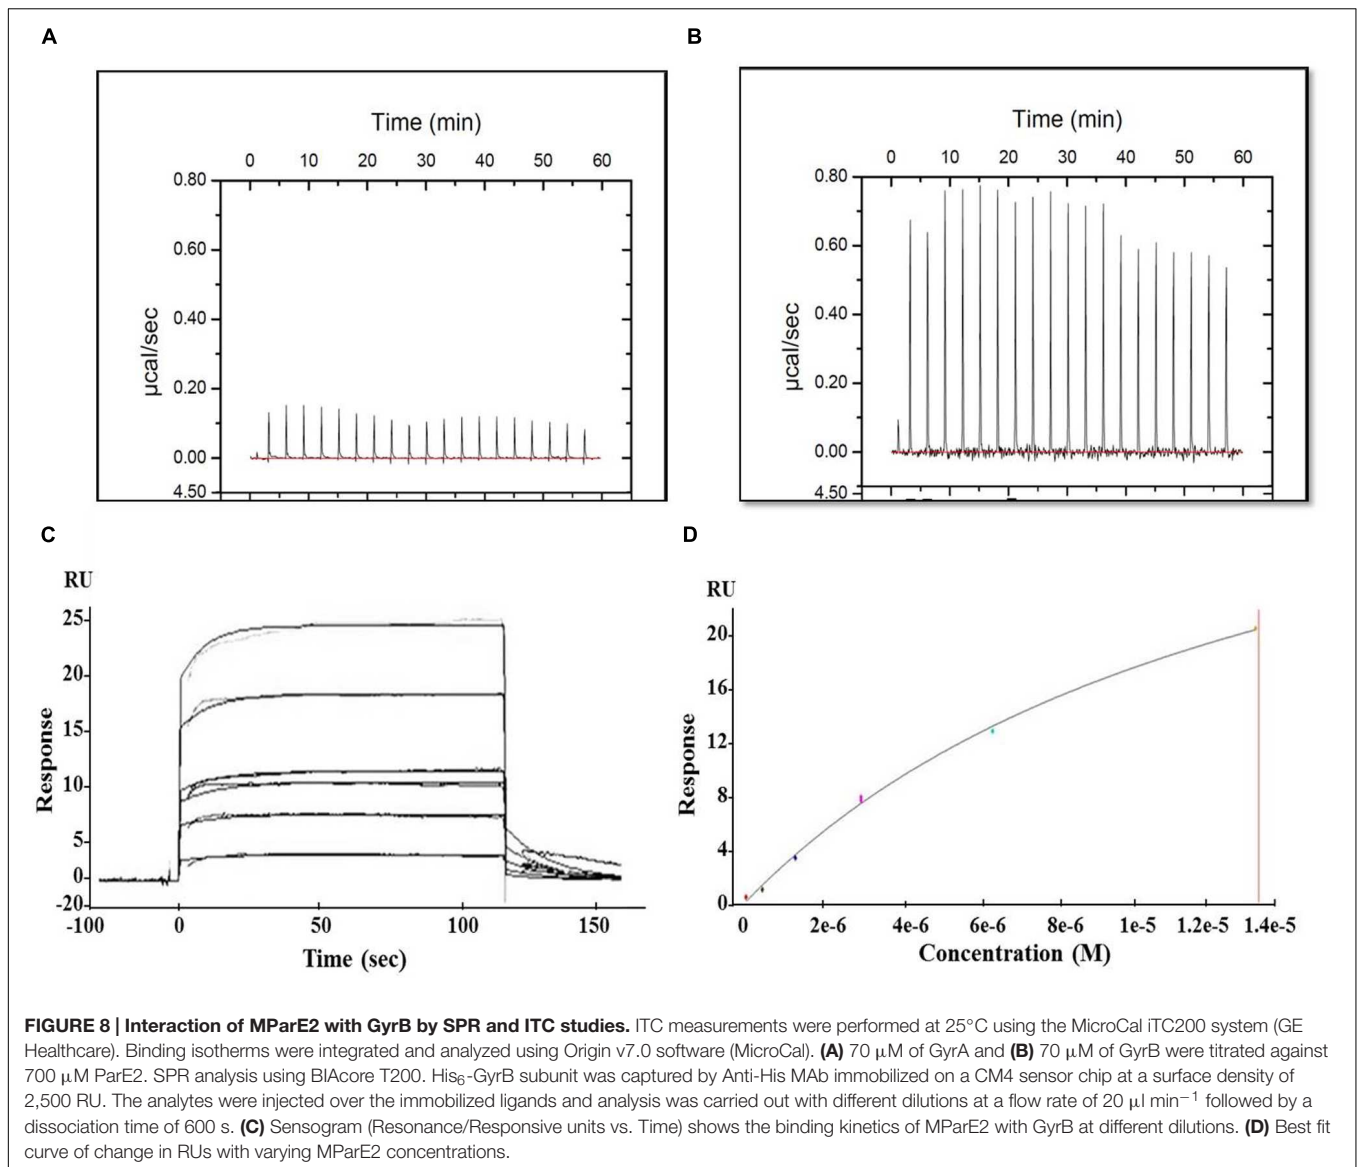 A
Time (min)
0 10 20 30 40 50 60
0.80
0.60
0.40
0.20
0.00
4.50
µcal/sec
B
Time (min)
0 10 20 30 40 50 60
0.80
0.60
0.40
0.20
0.00
4.50
µcal/sec
C
RU
25
20
15
10
5
0
-20
Response
-100 0 50 100 150
Time (sec)
D
RU
20
16
12
8
4
0
Response
0 2e-6 4e-6 6e-6 8e-6 1e-5 1.2e-5 1.4e-5
Concentration (M)
FIGURE 8 | Interaction of MParE2 with GyrB by SPR and ITC studies. ITC measurements were performed at 25°C using the MicroCal iTC200 system (GE
Healthcare). Binding isotherms were integrated and analyzed using Origin v7.0 software (MicroCal). (A) 70 µM of GyrA and (B) 70 µM of GyrB were titrated against
700 µM ParE2. SPR analysis using BIAcore T200. His₆-GyrB subunit was captured by Anti-His MAb immobilized on a CM4 sensor chip at a surface density of
2,500 RU. The analytes were injected over the immobilized ligands and analysis was carried out with different dilutions at a flow rate of 20 µl min⁻¹ followed by a
dissociation time of 600 s. (C) Sensogram (Resonance/Responsive units vs. Time) shows the binding kinetics of MParE2 with GyrB at different dilutions. (D) Best fit
curve of change in RUs with varying MParE2 concentrations.